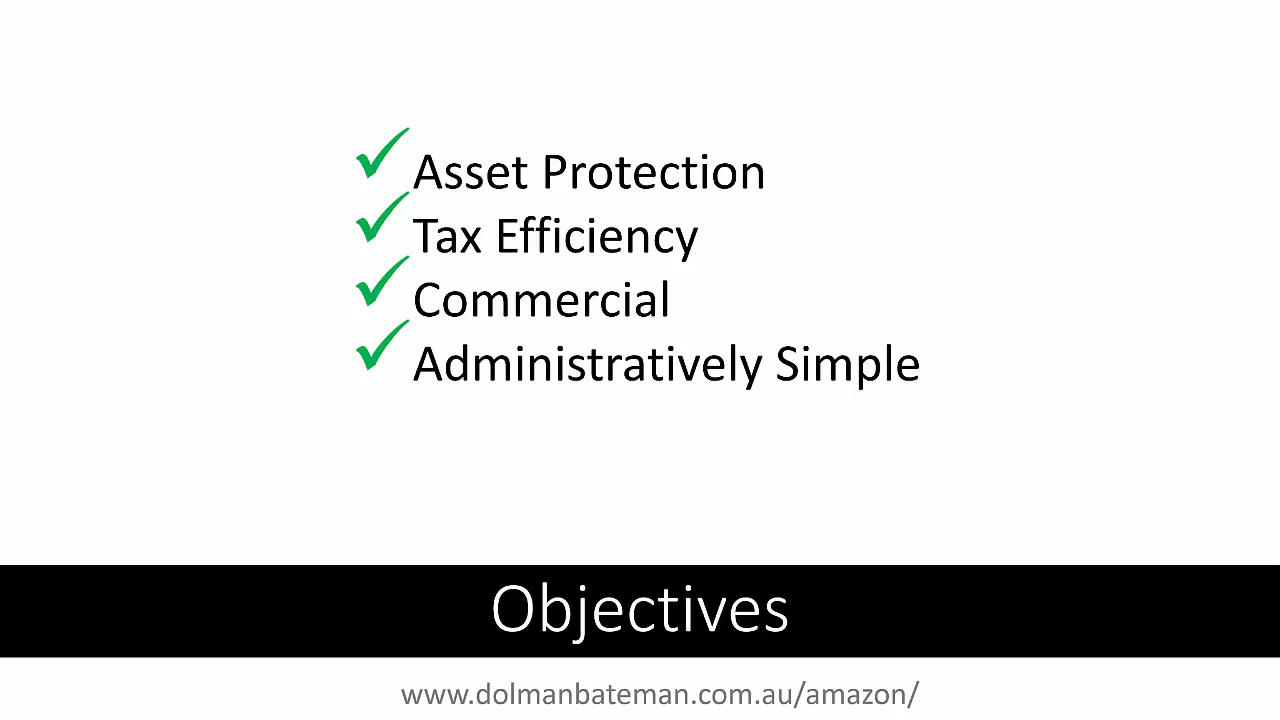 Asset Protection
Tax Efficiency
Commercial
Administratively Simple
Objectives
www.dolmanbateman.com.au/amazon/